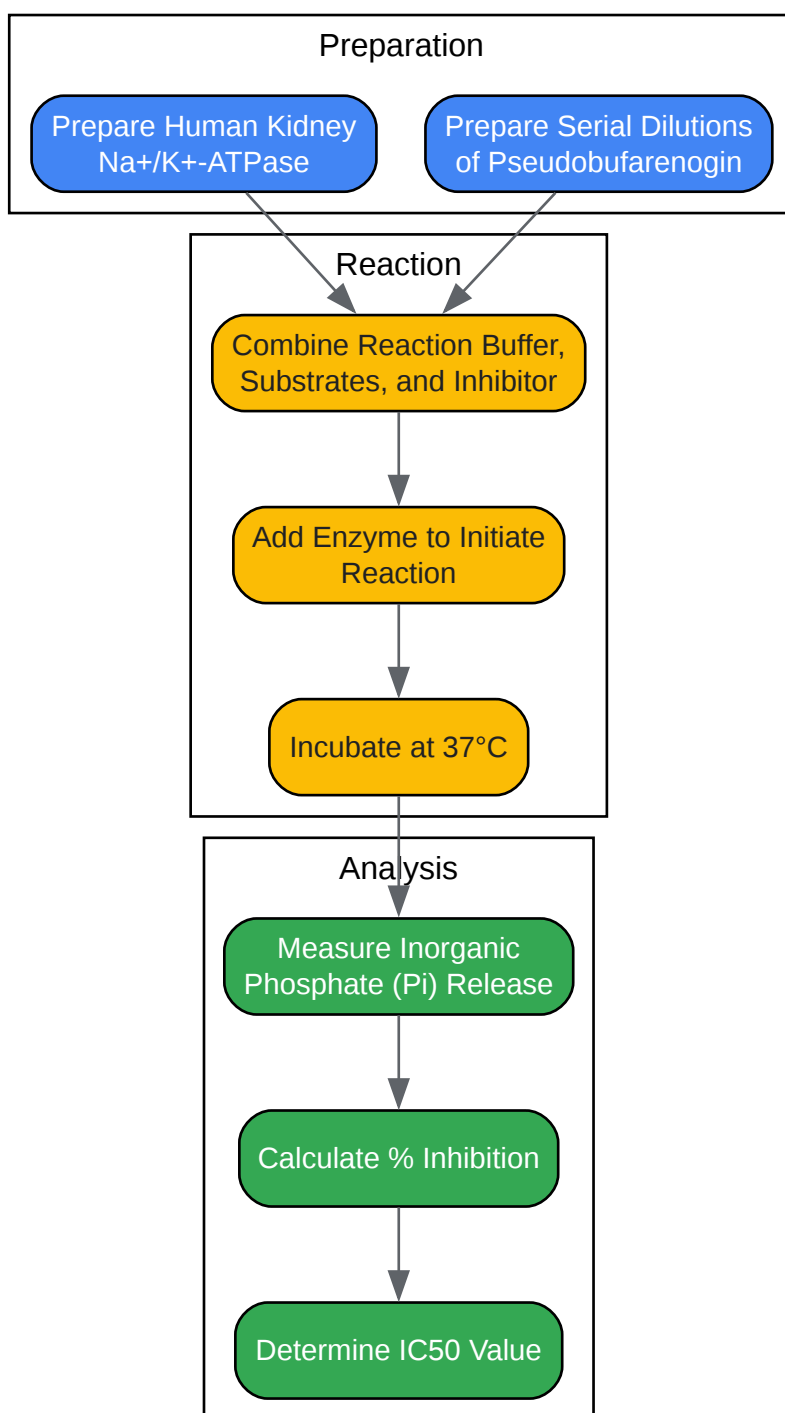 Preparation
Prepare Human Kidney
Na+/K+-ATPase
Prepare Serial Dilutions
of Pseudobufarenogin
Reaction
Combine Reaction Buffer,
Substrates, and Inhibitor
Add Enzyme to Initiate
Reaction
Incubate at 37°C
Analysis
Measure Inorganic
Phosphate (Pi) Release
Calculate % Inhibition
Determine IC50 Value